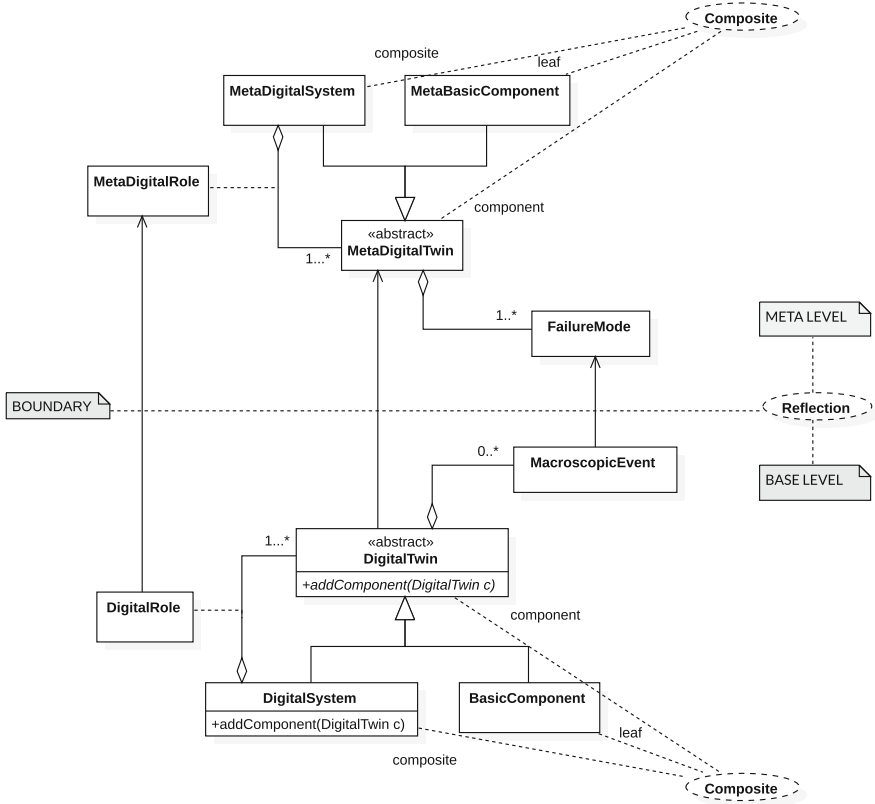 Composite
composite
leaf
MetaDigitalSystem
MetaBasicComponent
MetaDigitalRole
component
«abstract»
MetaDigitalTwin
1...*
1..*
FailureMode
META LEVEL
BOUNDARY
Reflection
0..*
MacroscopicEvent
BASE LEVEL
1...*
«abstract»
DigitalTwin
+addComponent(DigitalTwin c)
DigitalRole
component
DigitalSystem
BasicComponent
+addComponent(DigitalTwin c)
leaf
composite
Composite